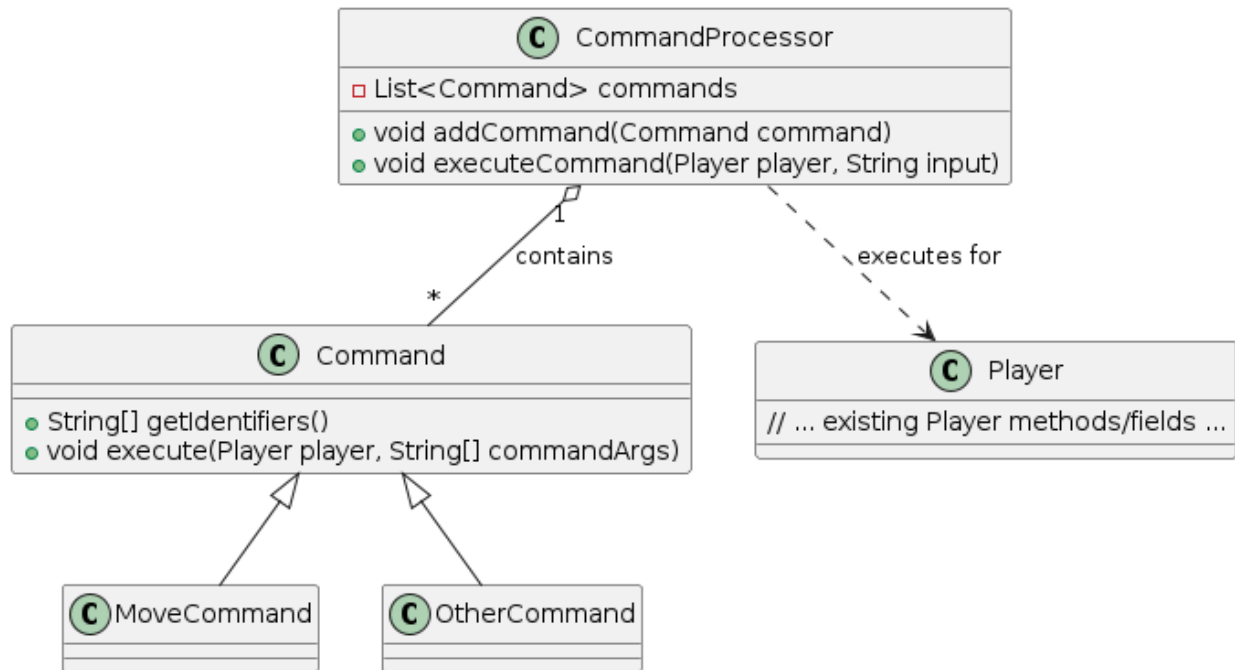 C CommandProcessor
List<Command> commands
void addCommand(Command command)
void executeCommand(Player player, String input)
1
contains
executes for
*
C Command
String[] getIdentifiers()
void execute(Player player, String[] commandArgs)
C Player
// ... existing Player methods/fields ...
C MoveCommand
C OtherCommand